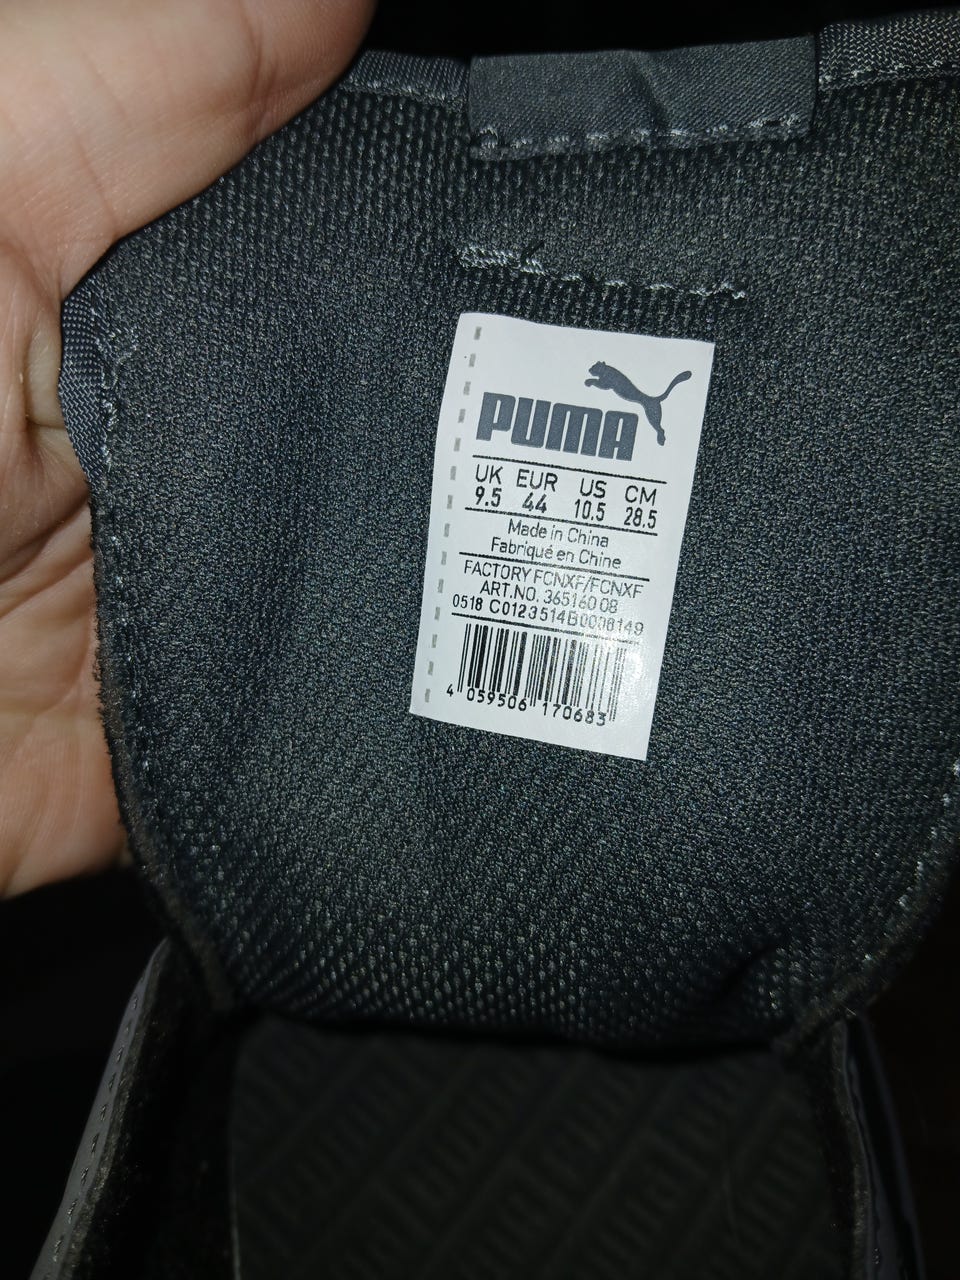 PUMA
UK EUR US CM
9.5 44 10.5 28.5
Made in China
Fabriqué en Chine
FACTORY FCNXF/FCNXF
ART.NO. 365160 08
0518 C0123514B0008149
4 059506 170683